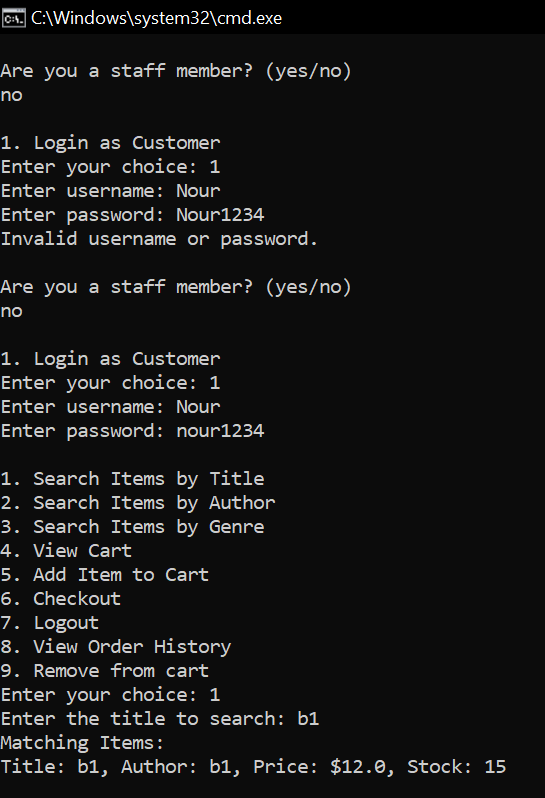 C:\Windows\system32\cmd.exe
Are you a staff member? (yes/no)
no
1. Login as Customer
Enter your choice: 1
Enter username: Nour
Enter password: Nour1234
Invalid username or password.
Are you a staff member? (yes/no)
no
1. Login as Customer
Enter your choice: 1
Enter username: Nour
Enter password: nour1234
1. Search Items by Title
2. Search Items by Author
3. Search Items by Genre
4. View Cart
5. Add Item to Cart
6. Checkout
7. Logout
8. View Order History
9. Remove from cart
Enter your choice: 1
Enter the title to search: b1
Matching Items:
Title: b1, Author: b1, Price: $12.0, Stock: 15